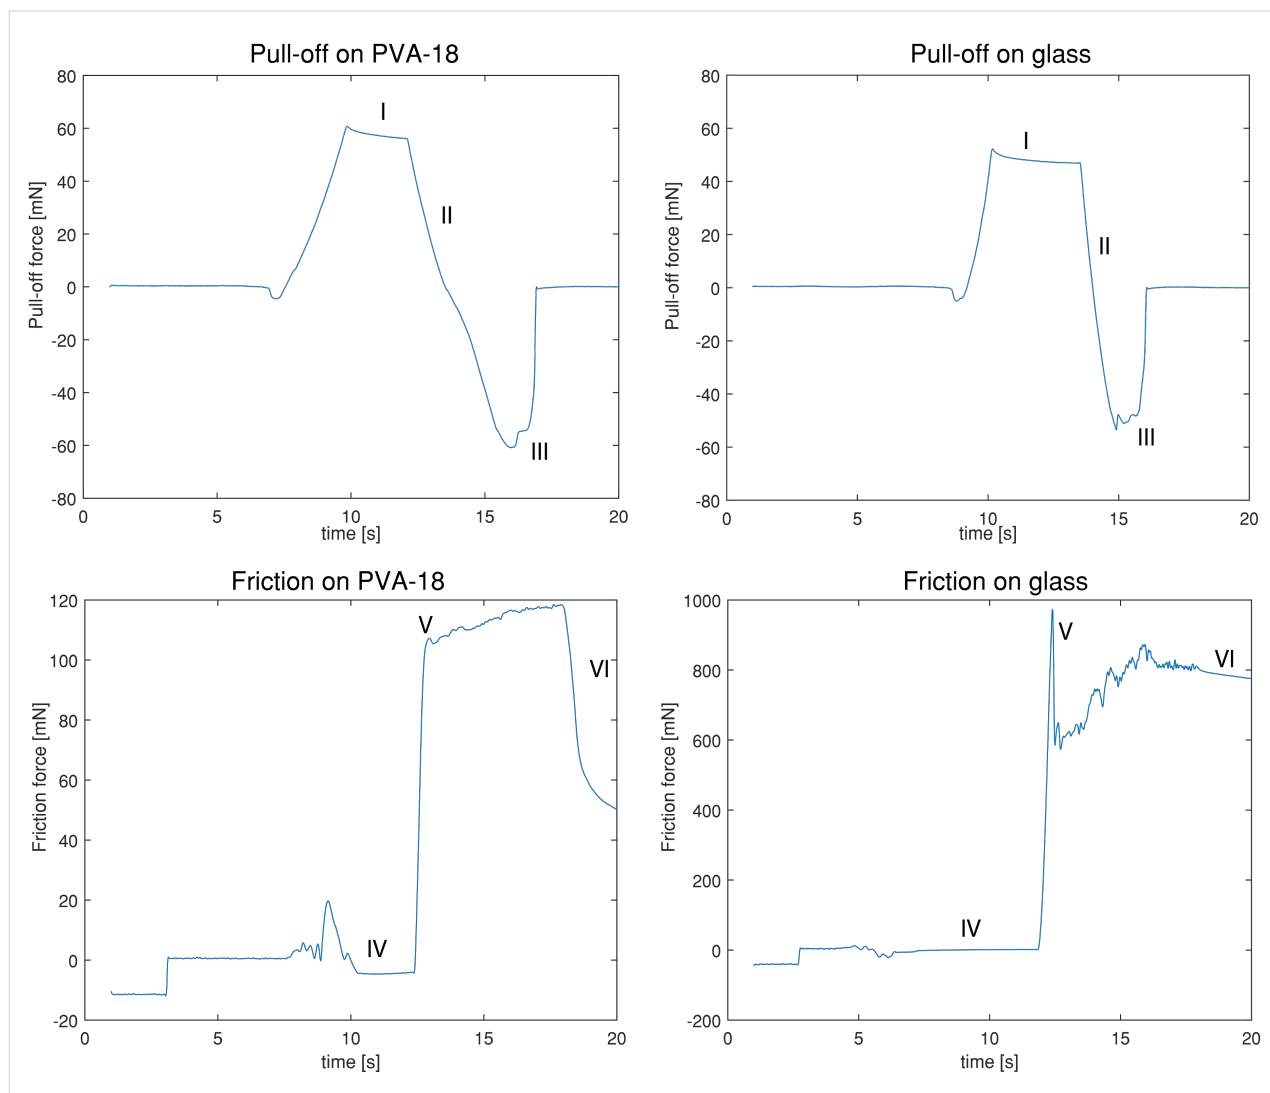 Pull-off on PVA-18
Pull-off force [mN]
80
60
40
20
0
-20
-40
-60
-80
I
II
III
0 5 10 15 20
time [s]
Pull-off on glass
Pull-off force [mN]
80
60
40
20
0
-20
-40
-60
-80
I
II
III
0 5 10 15 20
time [s]
Friction on PVA-18
Friction force [mN]
120
100
80
60
40
20
0
-20
V
VI
IV
0 5 10 15 20
time [s]
Friction on glass
Friction force [mN]
1000
800
600
400
200
0
-200
V
VI
IV
0 5 10 15 20
time [s]